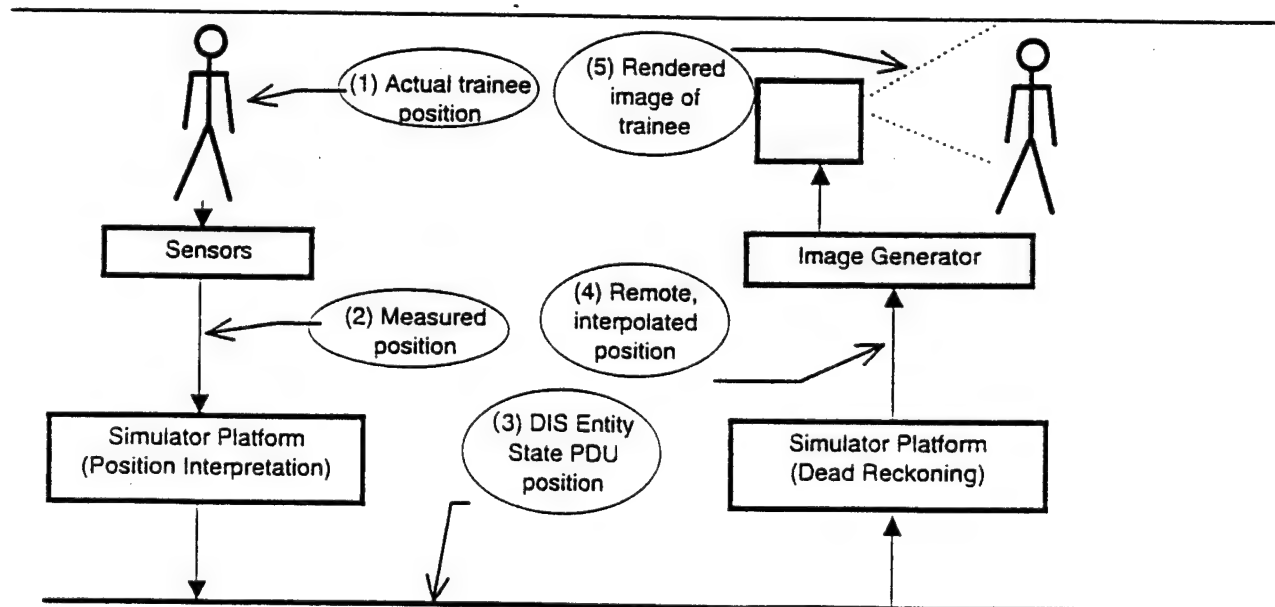 (1) Actual trainee
position
(5) Rendered
image of
trainee
Sensors
Image Generator
(2) Measured
position
(4) Remote,
interpolated
position
Simulator Platform
(Position Interpretation)
(3) DIS Entity
State PDU
position
Simulator Platform
(Dead Reckoning)